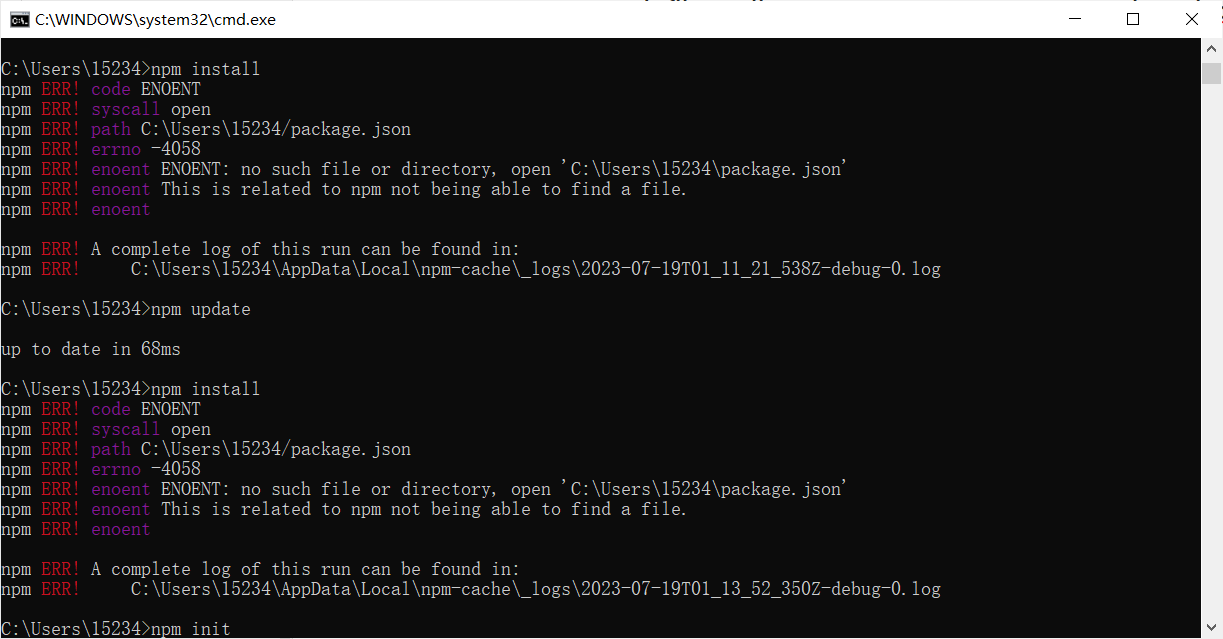 C:\WINDOWS\system32\cmd.exe
C:\Users\15234>npm install
npm ERR! code ENOENT
npm ERR! syscall open
npm ERR! path C:\Users\15234/package.json
npm ERR! errno -4058
npm ERR! enoent ENOENT: no such file or directory, open 'C:\Users\15234\package.json'
npm ERR! enoent This is related to npm not being able to find a file.
npm ERR! enoent
npm ERR! A complete log of this run can be found in:
npm ERR!     C:\Users\15234\AppData\Local\npm-cache\_logs\2023-07-19T01_11_21_538Z-debug-0.log
C:\Users\15234>npm update
up to date in 68ms
C:\Users\15234>npm install
npm ERR! code ENOENT
npm ERR! syscall open
npm ERR! path C:\Users\15234/package.json
npm ERR! errno -4058
npm ERR! enoent ENOENT: no such file or directory, open 'C:\Users\15234\package.json'
npm ERR! enoent This is related to npm not being able to find a file.
npm ERR! enoent
npm ERR! A complete log of this run can be found in:
npm ERR!     C:\Users\15234\AppData\Local\npm-cache\_logs\2023-07-19T01_13_52_350Z-debug-0.log
C:\Users\15234>npm init